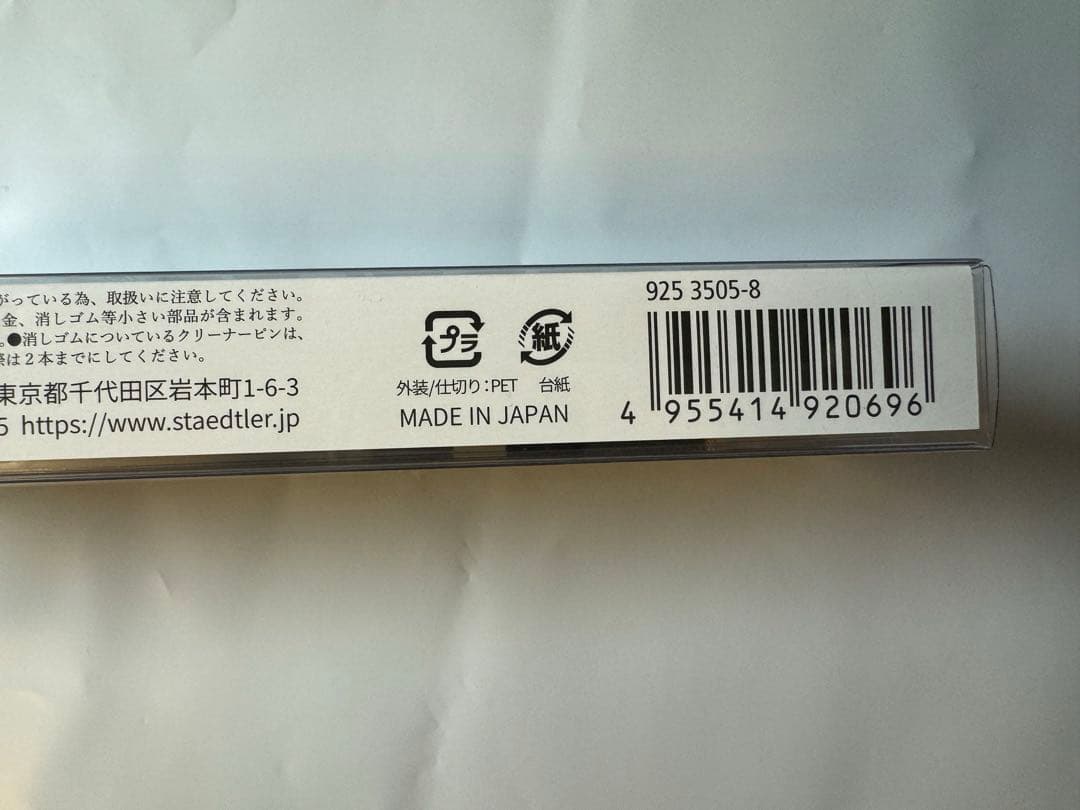 がっている為、取扱いに注意してください。
金、消しゴム等小さい部品が含まれます。
。●消しゴムについているクリーナーピンは、
際は２本までにしてください。
東京都千代田区岩本町1-6-3
5 https://www.staedtler.jp
プラ
紙
外装/仕切り：PET 台紙
MADE IN JAPAN
925 3505-8
4 955414 920696